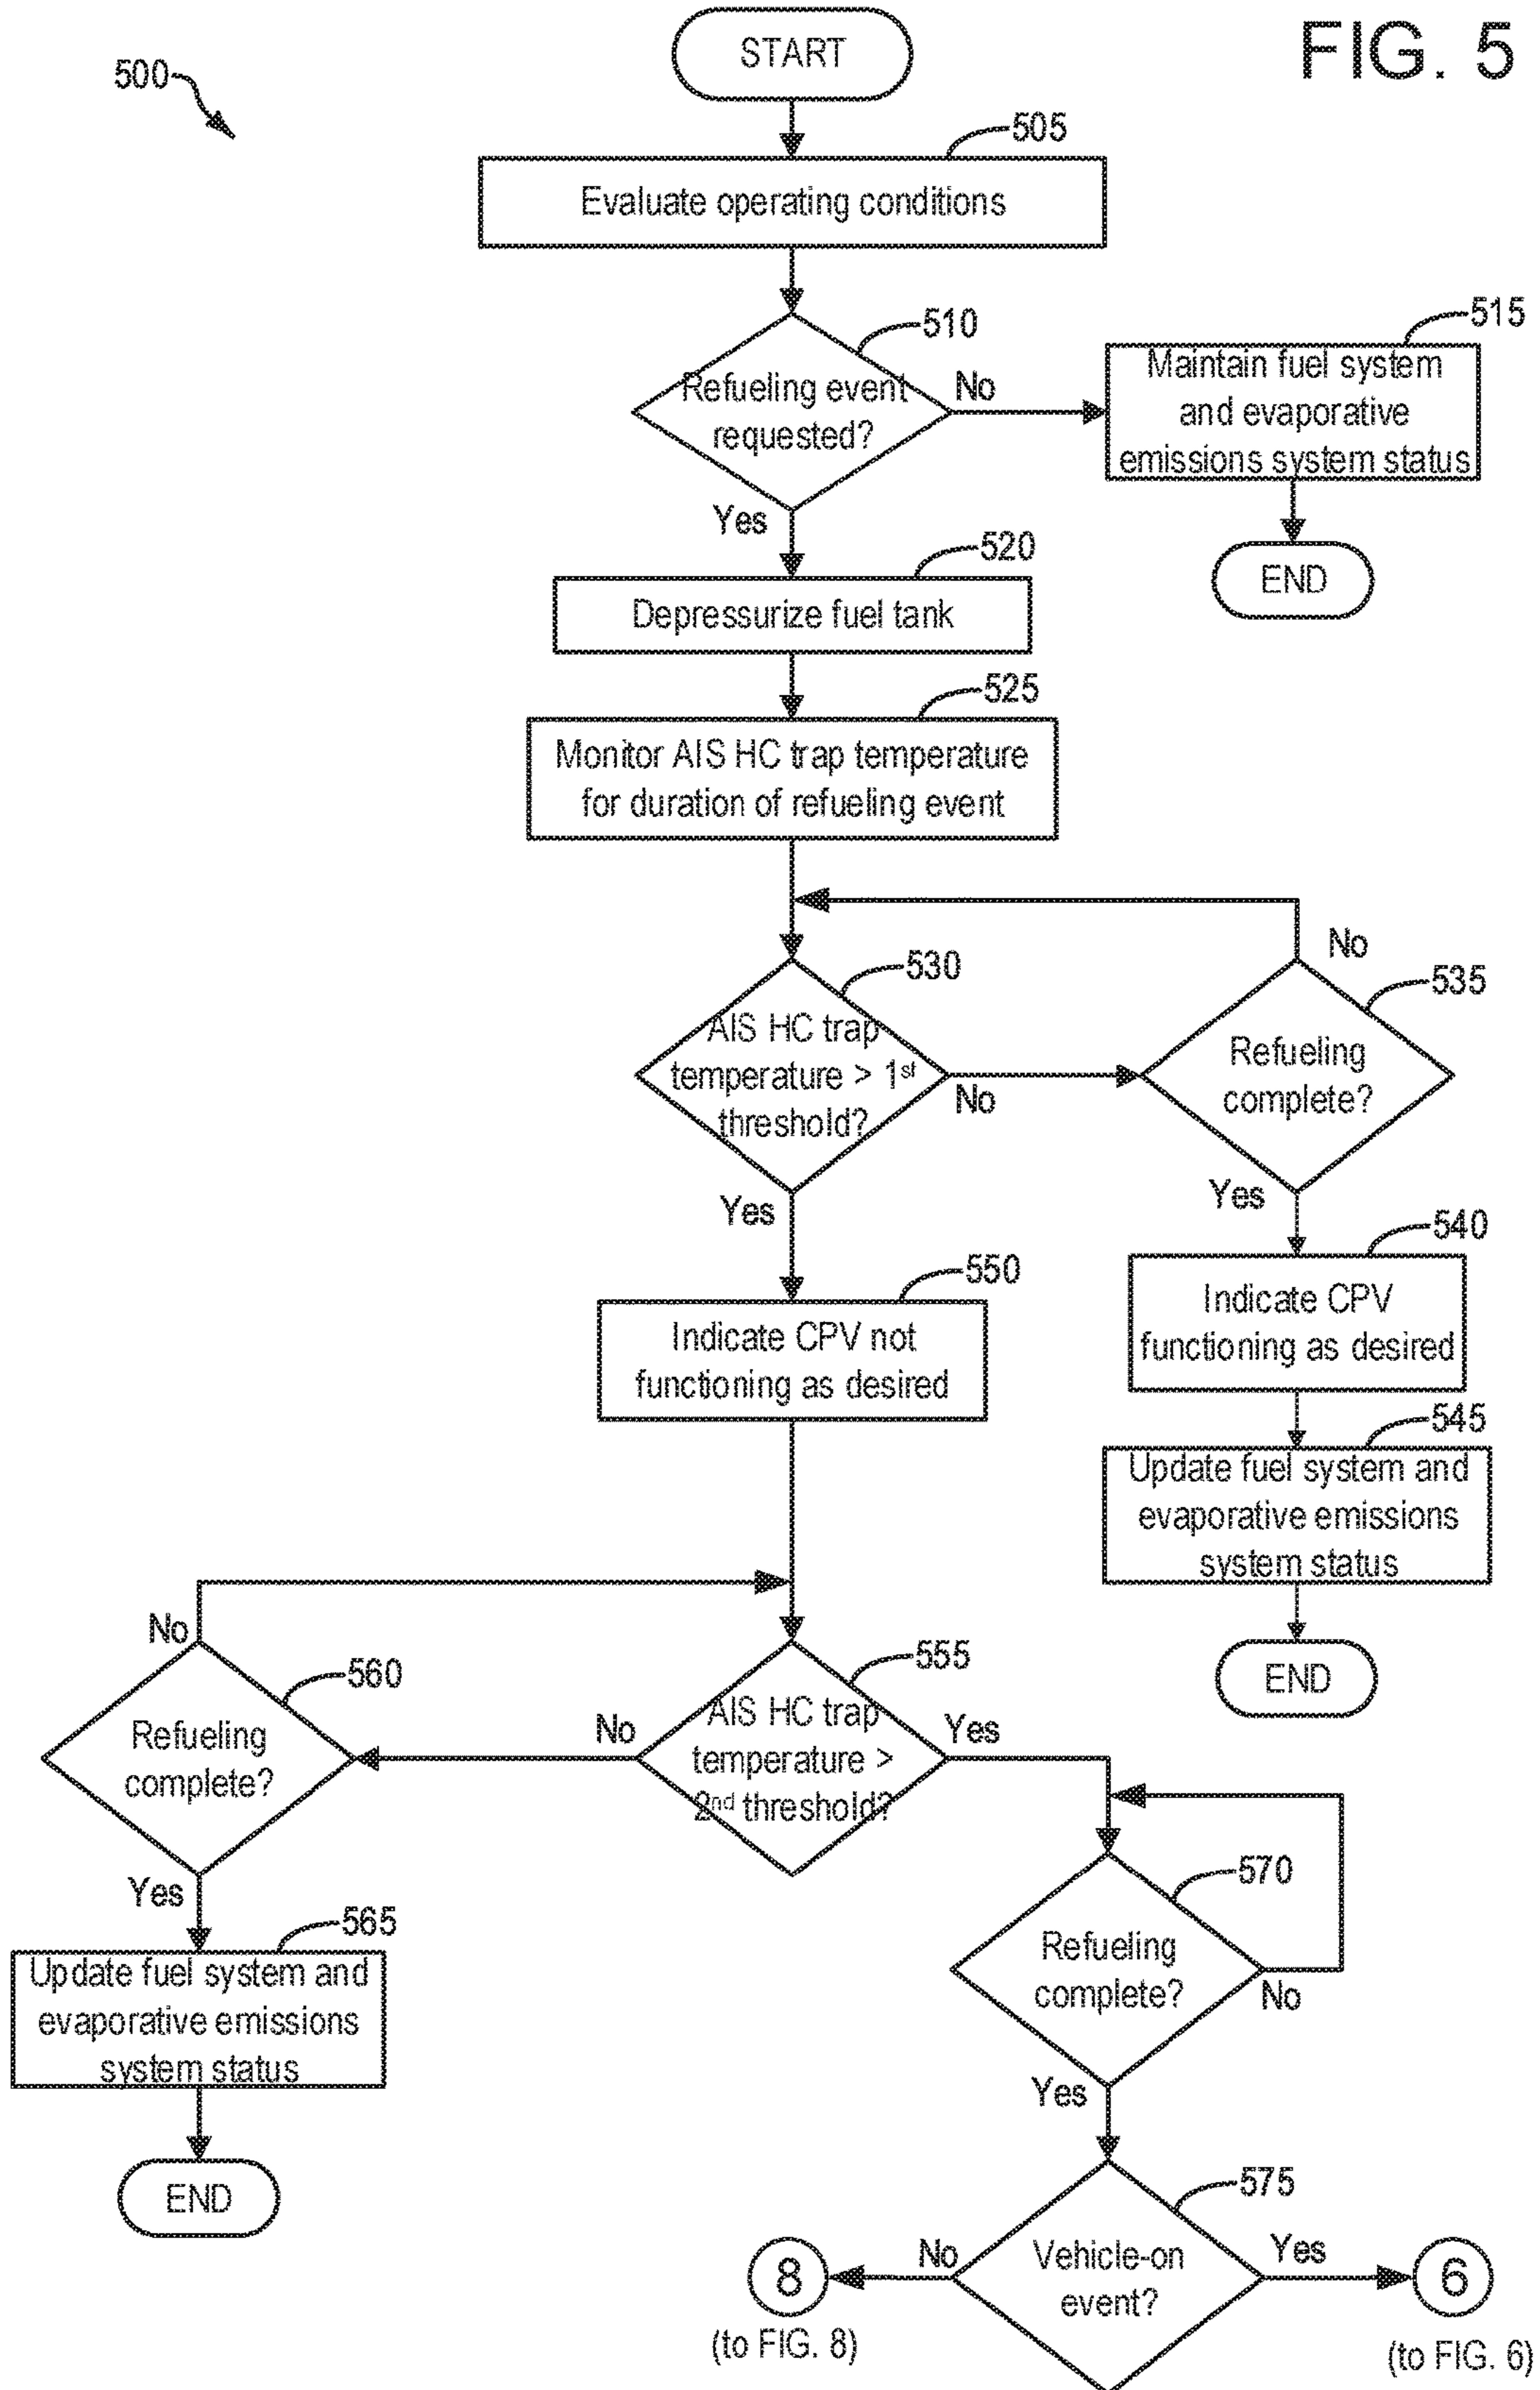 FIG. 5
500
START
505
Evaluate operating conditions
510
Refueling event
requested?
No
Yes
515
Maintain fuel system
and evaporative
emissions system status
END
520
Depressurize fuel tank
525
Monitor AIS HC trap temperature
for duration of refueling event
530
AIS HC trap
temperature > 1st
threshold?
No
Yes
535
Refueling
complete?
No
Yes
540
Indicate CPV
functioning as desired
545
Update fuel system and
evaporative emissions
system status
END
550
Indicate CPV not
functioning as desired
555
AIS HC trap
temperature >
2nd threshold?
No
Yes
560
Refueling
complete?
No
Yes
565
Update fuel system and
evaporative emissions
system status
END
570
Refueling
complete?
No
Yes
575
Vehicle-on
event?
No
Yes
8
(to FIG. 8)
6
(to FIG. 6)